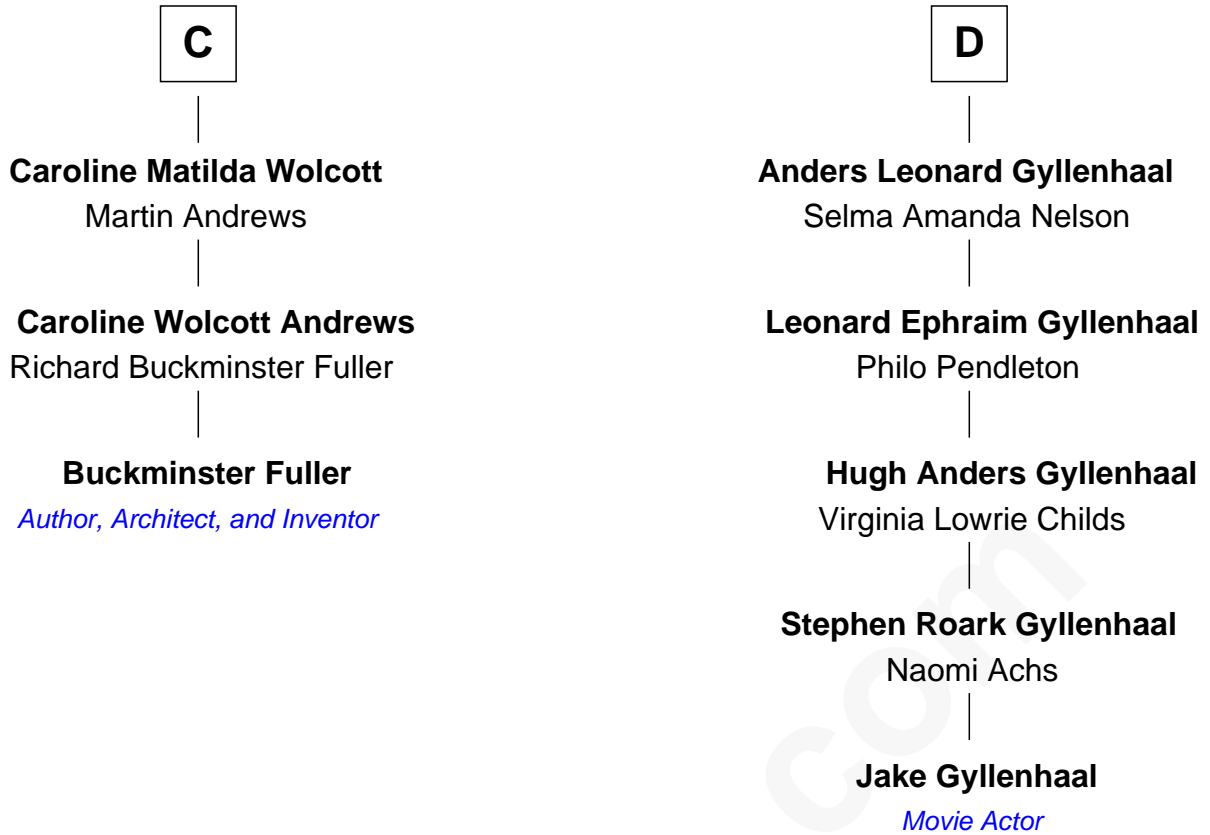 C
Caroline Matilda Wolcott
Martin Andrews
Caroline Wolcott Andrews
Richard Buckminster Fuller
Buckminster Fuller
Author, Architect, and Inventor
D
Anders Leonard Gyllenhaal
Selma Amanda Nelson
Leonard Ephraim Gyllenhaal
Philo Pendleton
Hugh Anders Gyllenhaal
Virginia Lowrie Childs
Stephen Roark Gyllenhaal
Naomi Achs
Jake Gyllenhaal
Movie Actor
com